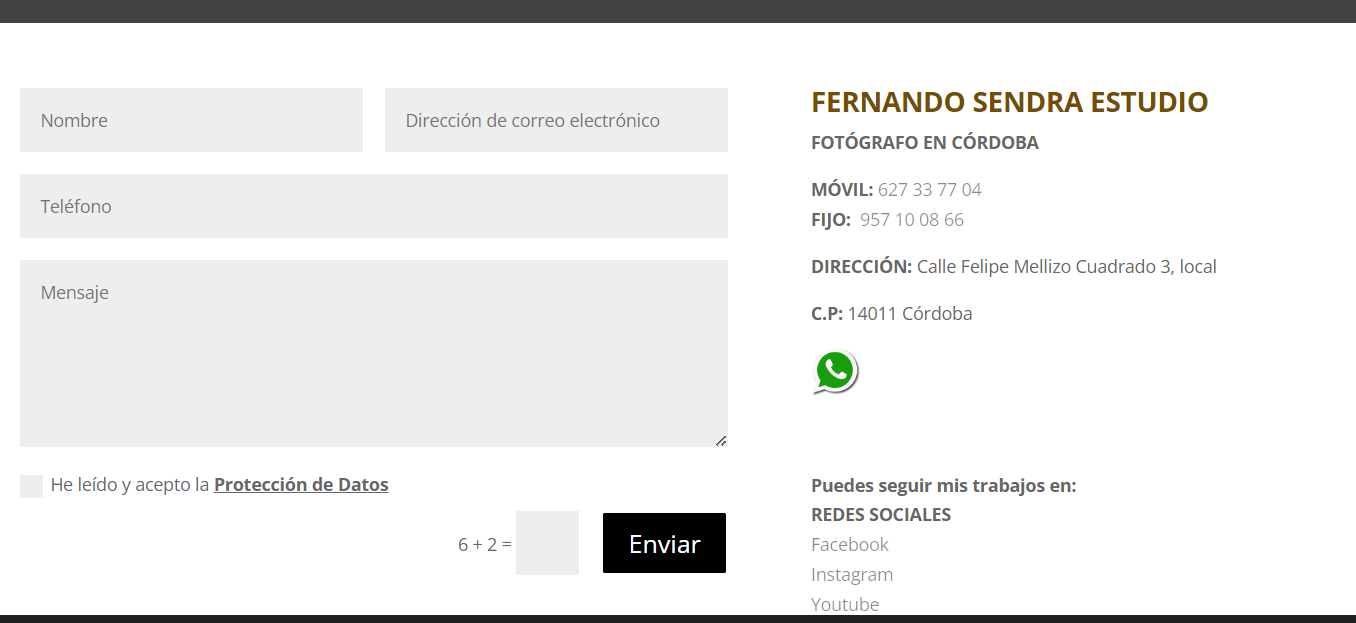 Nombre
Dirección de correo electrónico
Teléfono
Mensaje
He leído y acepto la Protección de Datos
6 + 2 =
Enviar
FERNANDO SENDRA ESTUDIO
FOTÓGRAFO EN CÓRDOBA
MÓVIL: 627 33 77 04
FIJO: 957 10 08 66
DIRECCIÓN: Calle Felipe Mellizo Cuadrado 3, local
C.P: 14011 Córdoba
Puedes seguir mis trabajos en:
REDES SOCIALES
Facebook
Instagram
Youtube